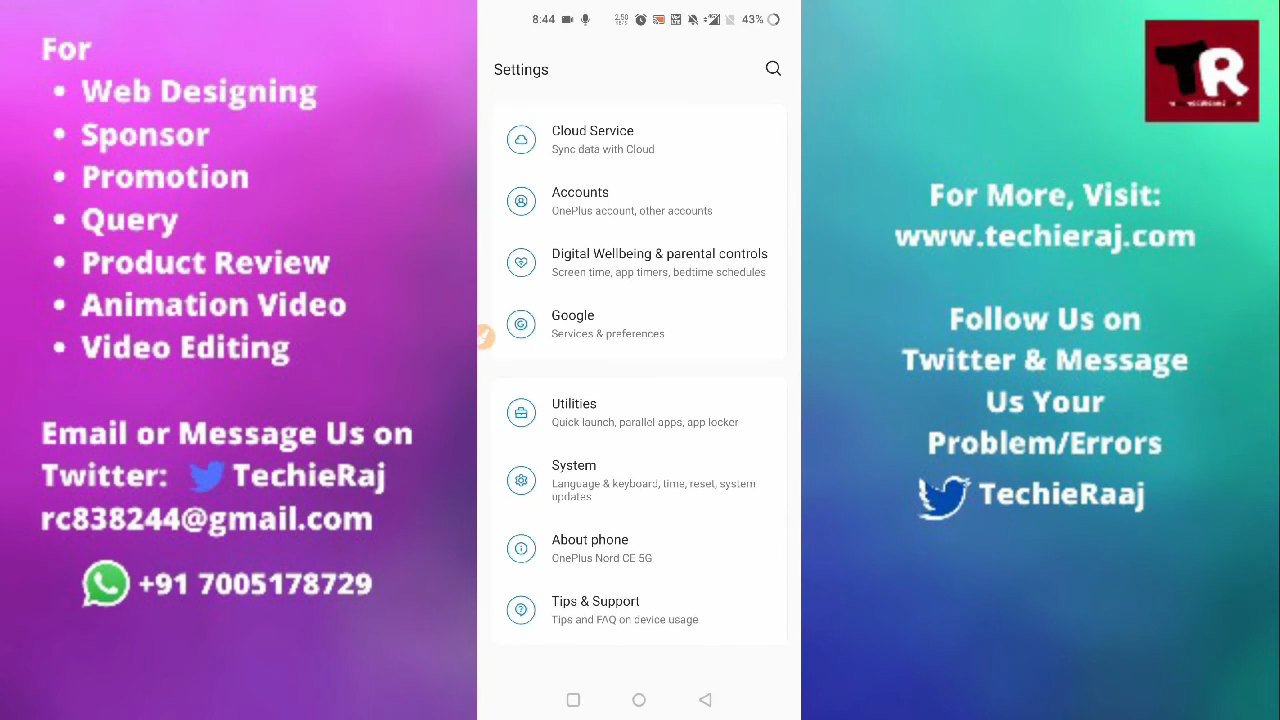 For
• Web Designing
• Sponsor
• Promotion
• Query
• Product Review
• Animation Video
• Video Editing
Email or Message Us on
Twitter: TechieRaj
rc838244@gmail.com
+91 7005178729
8:44
2.50
43%
Settings
Cloud Service
Sync data with Cloud
Accounts
OnePlus account, other accounts
Digital Wellbeing & parental controls
Screen time, app timers, bedtime schedules
Google
Services & preferences
Utilities
Quick launch, parallel apps, app locker
System
Language & keyboard, time, reset, system
updates
About phone
OnePlus Nord CE 5G
Tips & Support
Tips and FAQ on device usage
TR
For More, Visit:
www.techieraj.com
Follow Us on
Twitter & Message
Us Your
Problem/Errors
TechieRaaj